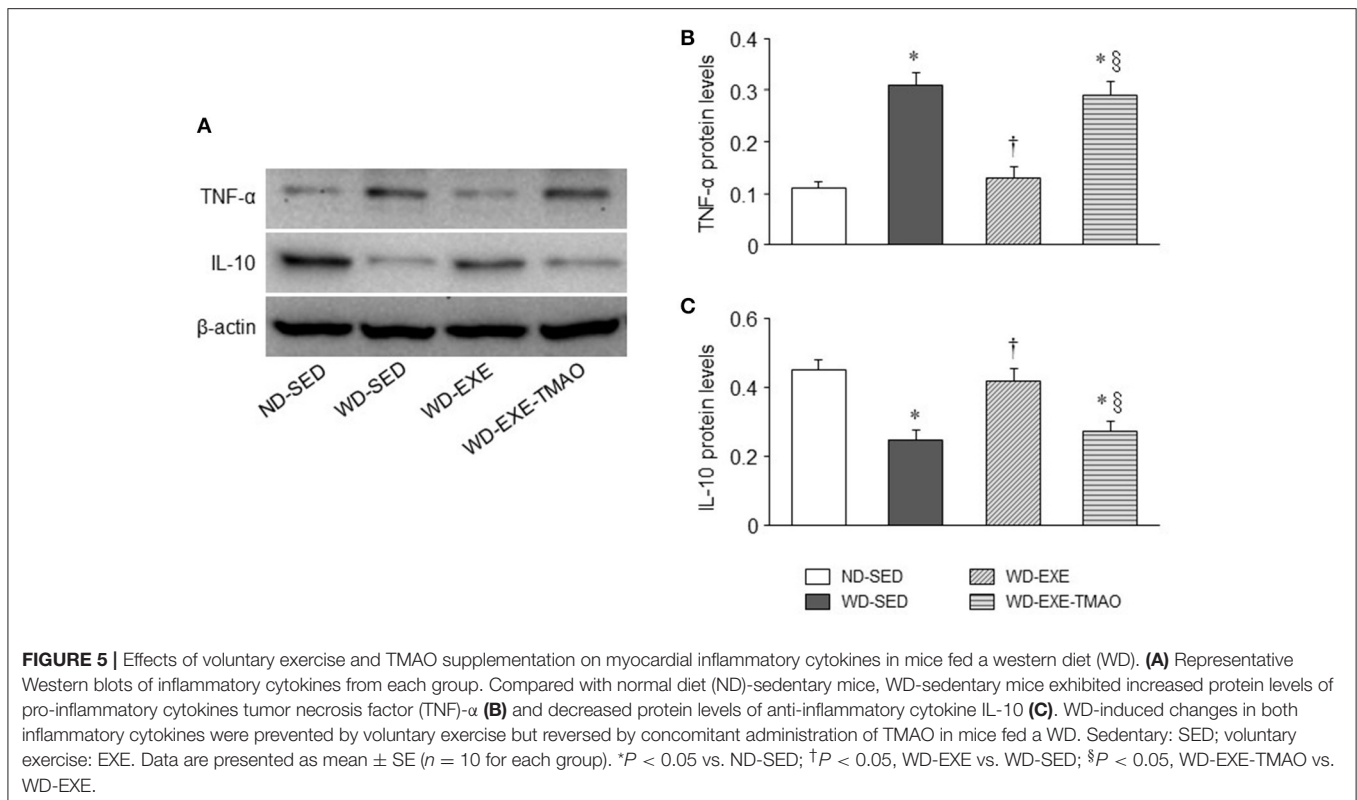 A
TNF-α
IL-10
β-actin
ND-SED
WD-SED
WD-EXE
WD-EXE-TMAO
B
TNF-α protein levels
0.4
0.3
0.2
0.1
0
*
†
* §
C
IL-10 protein levels
0.6
0.4
0.2
0
*
†
* §
ND-SED
WD-EXE
WD-SED
WD-EXE-TMAO
FIGURE 5 | Effects of voluntary exercise and TMAO supplementation on myocardial inflammatory cytokines in mice fed a western diet (WD). (A) Representative
Western blots of inflammatory cytokines from each group. Compared with normal diet (ND)-sedentary mice, WD-sedentary mice exhibited increased protein levels of
pro-inflammatory cytokines tumor necrosis factor (TNF)-α (B) and decreased protein levels of anti-inflammatory cytokine IL-10 (C). WD-induced changes in both
inflammatory cytokines were prevented by voluntary exercise but reversed by concomitant administration of TMAO in mice fed a WD. Sedentary: SED; voluntary
exercise: EXE. Data are presented as mean ± SE (n = 10 for each group). *P < 0.05 vs. ND-SED; †P < 0.05, WD-EXE vs. WD-SED; §P < 0.05, WD-EXE-TMAO vs.
WD-EXE.